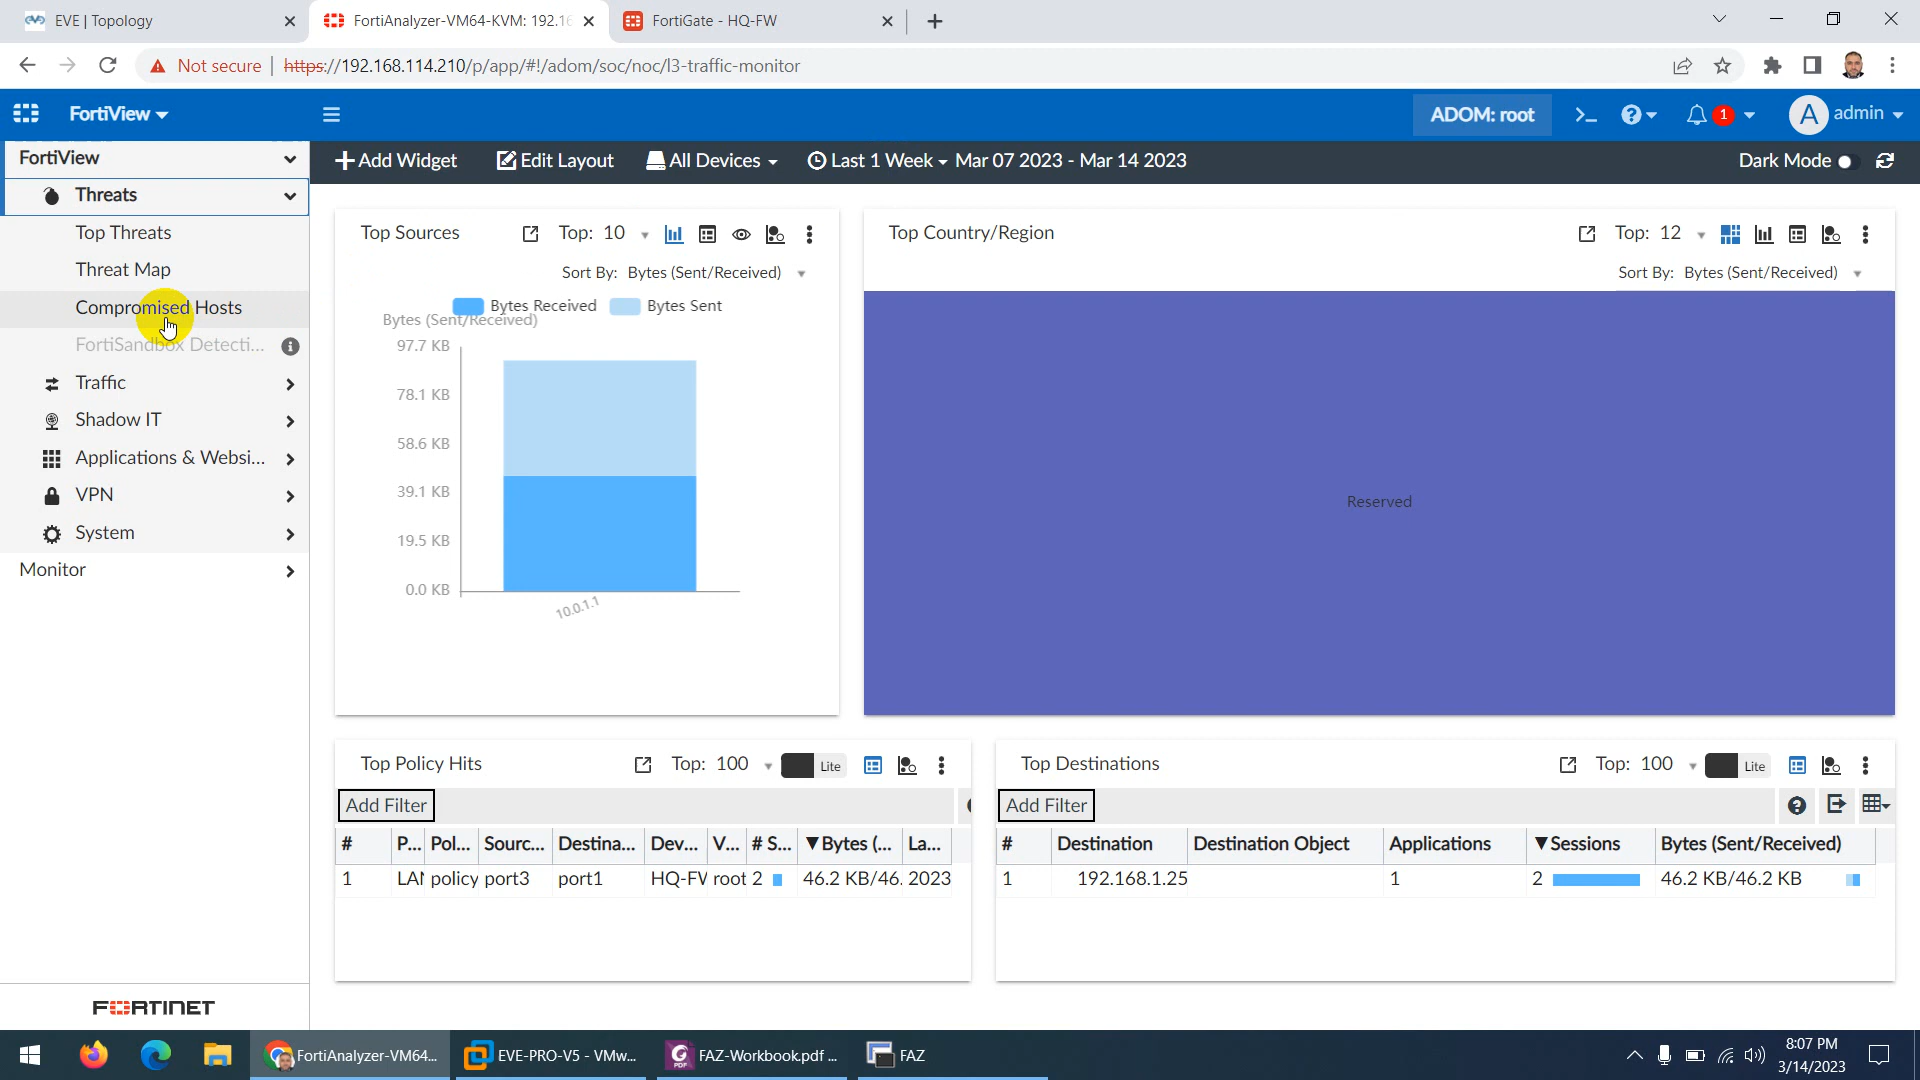 EVE | Topology
FortiAnalyzer-VM64-KVM: 192.16
FortiGate - HQ-FW
Not secure
https://192.168.114.210/p/app/#!/adom/soc/noc/l3-traffic-monitor
FortiView
ADOM: root
1
A
admin
FortiView
Threats
Top Threats
Threat Map
Compromised Hosts
FortiSandbox Detecti...
Traffic
Shadow IT
Applications & Websi...
VPN
System
Monitor
FORTINET
Add Widget
Edit Layout
All Devices
Last 1 Week
Mar 07 2023 - Mar 14 2023
Dark Mode
Top Sources
Top: 10
Sort By: Bytes (Sent/Received)
Bytes Received
Bytes Sent
Bytes (Sent/Received)
97.7 KB
78.1 KB
58.6 KB
39.1 KB
19.5 KB
0.0 KB
10.0.1.1
Top Country/Region
Top: 12
Sort By: Bytes (Sent/Received)
Reserved
Top Policy Hits
Top: 100
Lite
Add Filter
# P... Pol... Sourc... Destina... Dev... V... # S... ▼Bytes (... La...
1 LAN policy port3 port1 HQ-FW root 2 46.2 KB/46. 2023
Top Destinations
Top: 100
Lite
Add Filter
# Destination Destination Object Applications ▼Sessions Bytes (Sent/Received)
1 192.168.1.25 1 2 46.2 KB/46.2 KB
FortiAnalyzer-VM64...
EVE-PRO-V5 - VMw...
FAZ-Workbook.pdf ...
FAZ
8:07 PM
3/14/2023